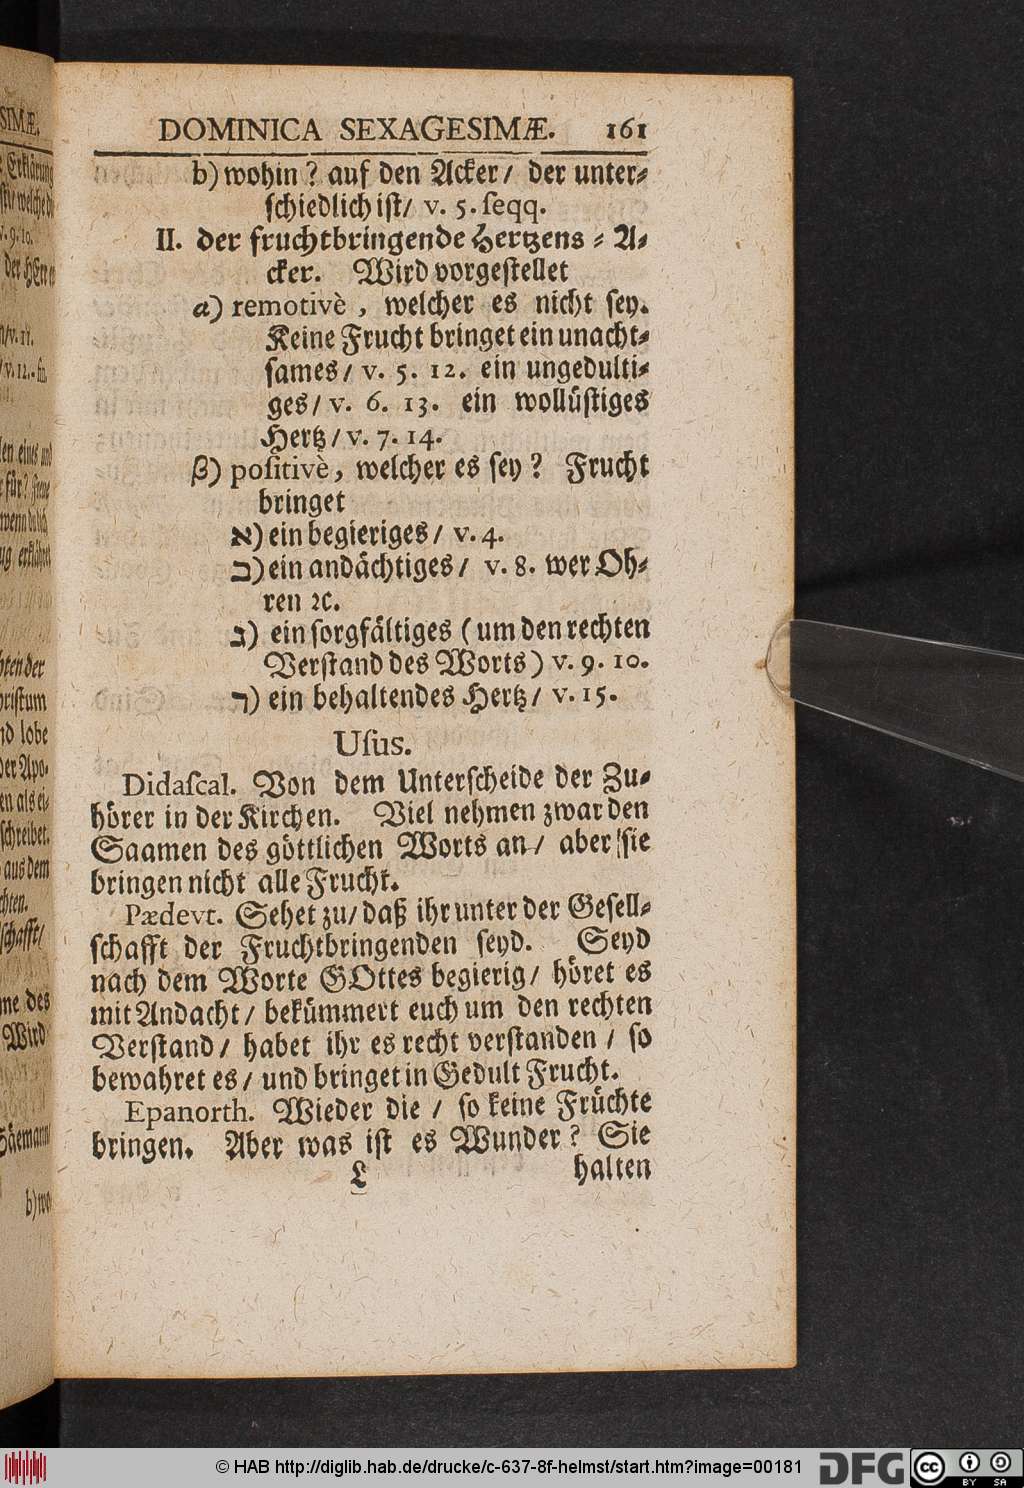 DOMINICA SEXAGESIMÆ. 161
b) wohin? auf den Acker/ der unter⸗
schiedlich ist/ v. 5. seqq.
II. der fruchtbringende Hertzens⸗A⸗
cker. Wird vorgestellet
a) remotivè, welcher es nicht sey.
Keine Frucht bringet ein unacht⸗
sames/ v. 5. 12. ein ungedulti⸗
ges/ v. 6. 13. ein wollüstiges
Hertz/ v. 7. 14.
β) positivè, welcher es sey? Frucht
bringet
א) ein begieriges/ v. 4.
ב) ein andächtiges/ v. 8. wer Oh⸗
ren ꝛc.
ג) ein sorgfältiges (um den rechten
Verstand des Worts) v. 9. 10.
ד) ein behaltendes Hertz/ v. 15.
Usus.
Didascal. Von dem Unterscheide der Zu⸗
hörer in der Kirchen. Viel nehmen zwar den
Saamen des göttlichen Worts an/ aber sie
bringen nicht alle Frucht.
Pædevt. Sehet zu/ daß ihr unter der Gesell⸗
schafft der Fruchtbringenden seyd. Seyd
nach dem Worte GOttes begierig/ höret es
mit Andacht/ bekümmert euch um den rechten
Verstand/ habet ihr es recht verstanden/ so
bewahret es/ und bringet in Gedult Frucht.
Epanorth. Wieder die/ so keine Früchte
bringen. Aber was ist es Wunder? Sie
L halten
© HAB http://diglib.hab.de/drucke/c-637-8f-helmst/start.htm?image=00181
DFG
cc BY SA